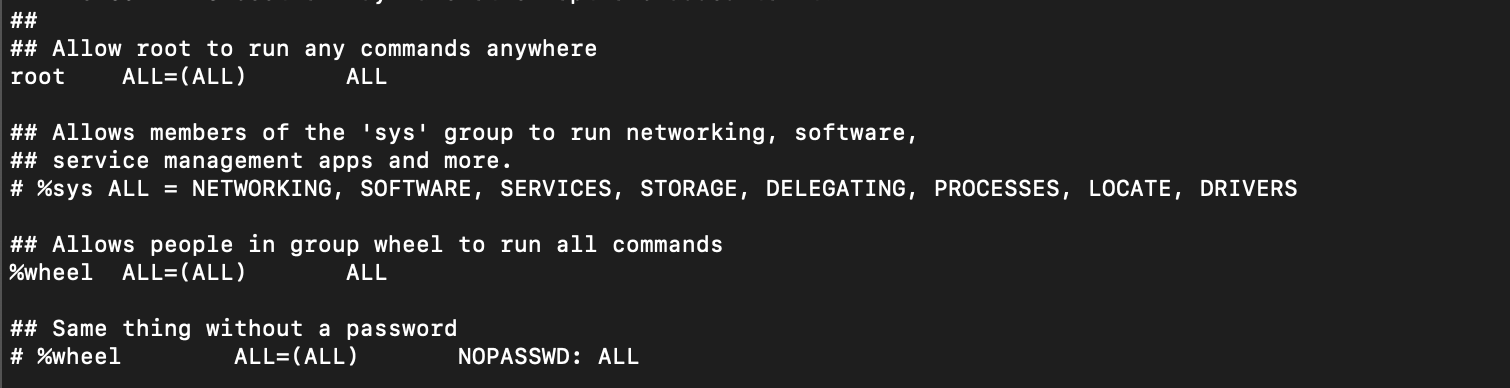 ##
## Allow root to run any commands anywhere
root    ALL=(ALL)       ALL
## Allows members of the 'sys' group to run networking, software,
## service management apps and more.
# %sys ALL = NETWORKING, SOFTWARE, SERVICES, STORAGE, DELEGATING, PROCESSES, LOCATE, DRIVERS
## Allows people in group wheel to run all commands
%wheel  ALL=(ALL)       ALL
## Same thing without a password
# %wheel        ALL=(ALL)       NOPASSWD: ALL